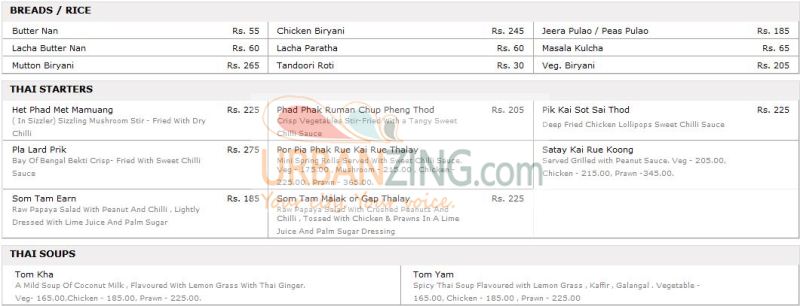 BREADS / RICE
Butter Nan Rs. 55 Chicken Biryani Rs. 245 Jeera Pulao / Peas Pulao Rs. 185
Lacha Butter Nan Rs. 60 Lacha Paratha Rs. 60 Masala Kulcha Rs. 65
Mutton Biryani Rs. 265 Tandoori Roti Rs. 30 Veg. Biryani Rs. 205
THAI STARTERS
Het Phad Met Mamuang Rs. 225
( In Sizzler) Sizzling Mushroom Stir - Fried With Dry
Chilli
Phad Phak Ruman Chup Pheng Thod Rs. 205
Crisp Vegetables Stir-Fried with a Tangy Sweet
Chilli Sauce
Pik Kai Sot Sai Thod Rs. 225
Deep Fried Chicken Lollipops Sweet Chilli Sauce
Pla Lard Prik Rs. 275
Bay Of Bengal Bekti Crisp- Fried With Sweet Chilli
Sauce
Por Pia Phak Rue Kai Rue Thalay
Mini Spring Rolls Served With Sweet Chilli Sauce.
Veg - 175.00, Mushroom - 215.00 , Chicken -
225.00 , Prawn - 365.00.
Satay Kai Rue Koong
Served Grilled with Peanut Sauce. Veg - 205.00,
Chicken - 215.00, Prawn -345.00.
Som Tam Earn Rs. 185
Raw Papaya Salad With Peanut And Chilli , Lightly
Dressed With Lime Juice And Palm Sugar
Som Tam Malak or Gap Thalay Rs. 225
Raw Papaya Salad With Crushed Peanuts And
Chilli , Tossed With Chicken & Prawns In A Lime
Juice And Palm Sugar Dressing
URBANZING.com
Your city. Your voice.
THAI SOUPS
Tom Kha
A Mild Soup Of Coconut Milk , Flavoured With Lemon Grass With Thai Ginger.
Veg- 165.00,Chicken - 185.00, Prawn - 225.00.
Tom Yam
Spicy Thai Soup Flavoured with Lemon Grass , Kaffir , Galangal . Vegetable -
165.00, Chicken - 185.00, Prawn - 225.00.